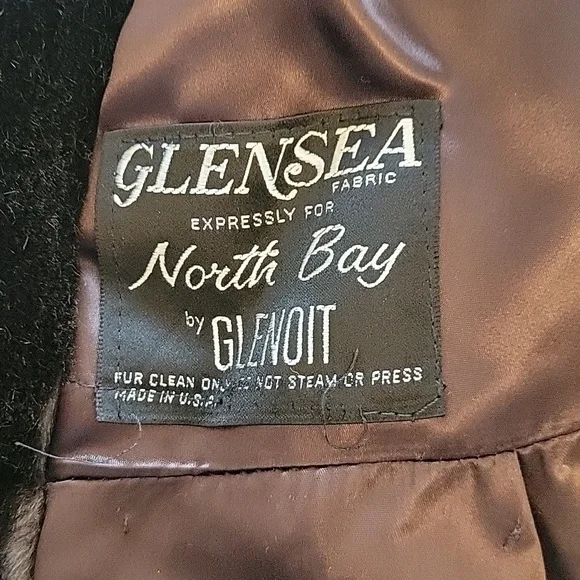 GLENSEA
FABRIC
EXPRESSLY FOR
North Bay
by GLENOIT
FUR CLEAN ONLY DO NOT STEAM OR PRESS
MADE IN U.S.A.